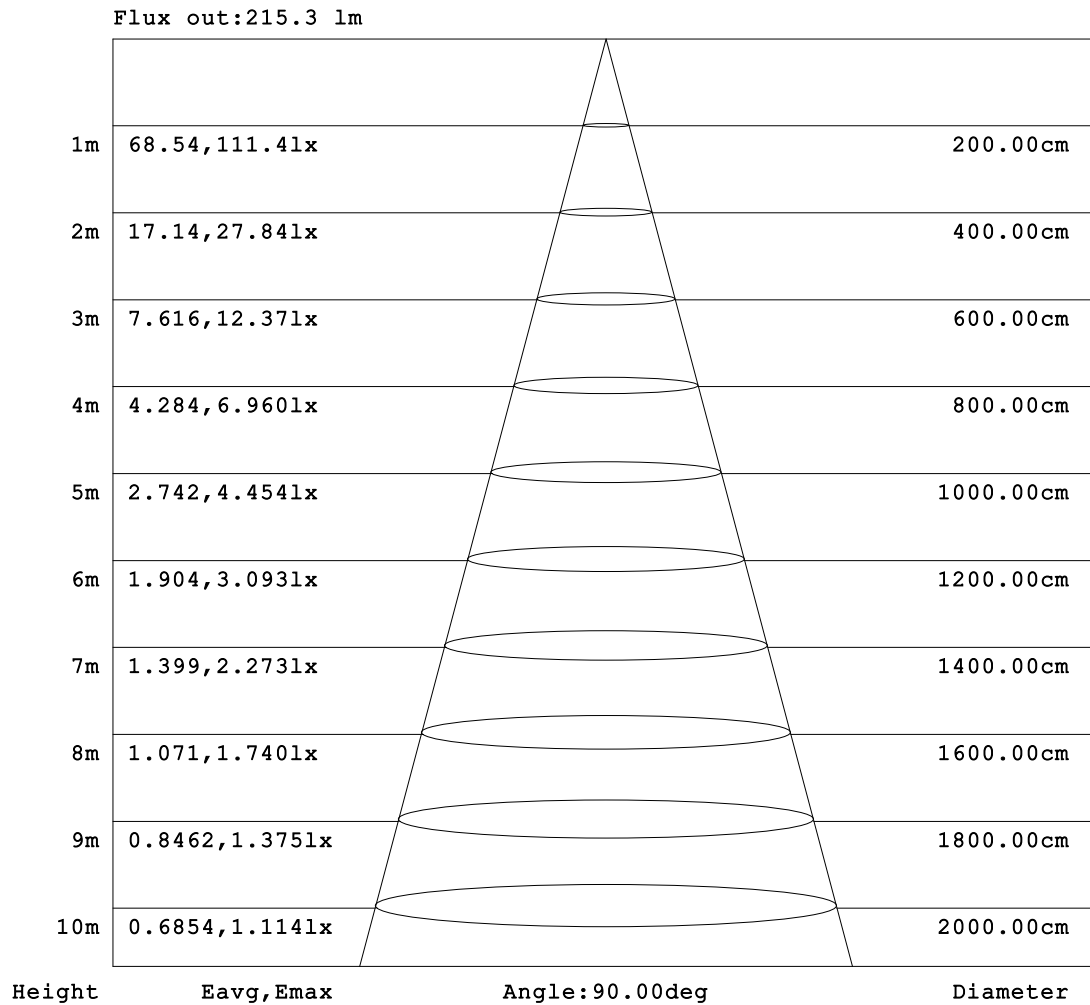 Flux out:215.3 lm
1m 68.54,111.4lx 200.00cm
2m 17.14,27.84lx 400.00cm
3m 7.616,12.37lx 600.00cm
4m 4.284,6.960lx 800.00cm
5m 2.742,4.454lx 1000.00cm
6m 1.904,3.093lx 1200.00cm
7m 1.399,2.273lx 1400.00cm
8m 1.071,1.740lx 1600.00cm
9m 0.8462,1.375lx 1800.00cm
10m 0.6854,1.114lx 2000.00cm
Height Eavg,Emax Angle:90.00deg Diameter